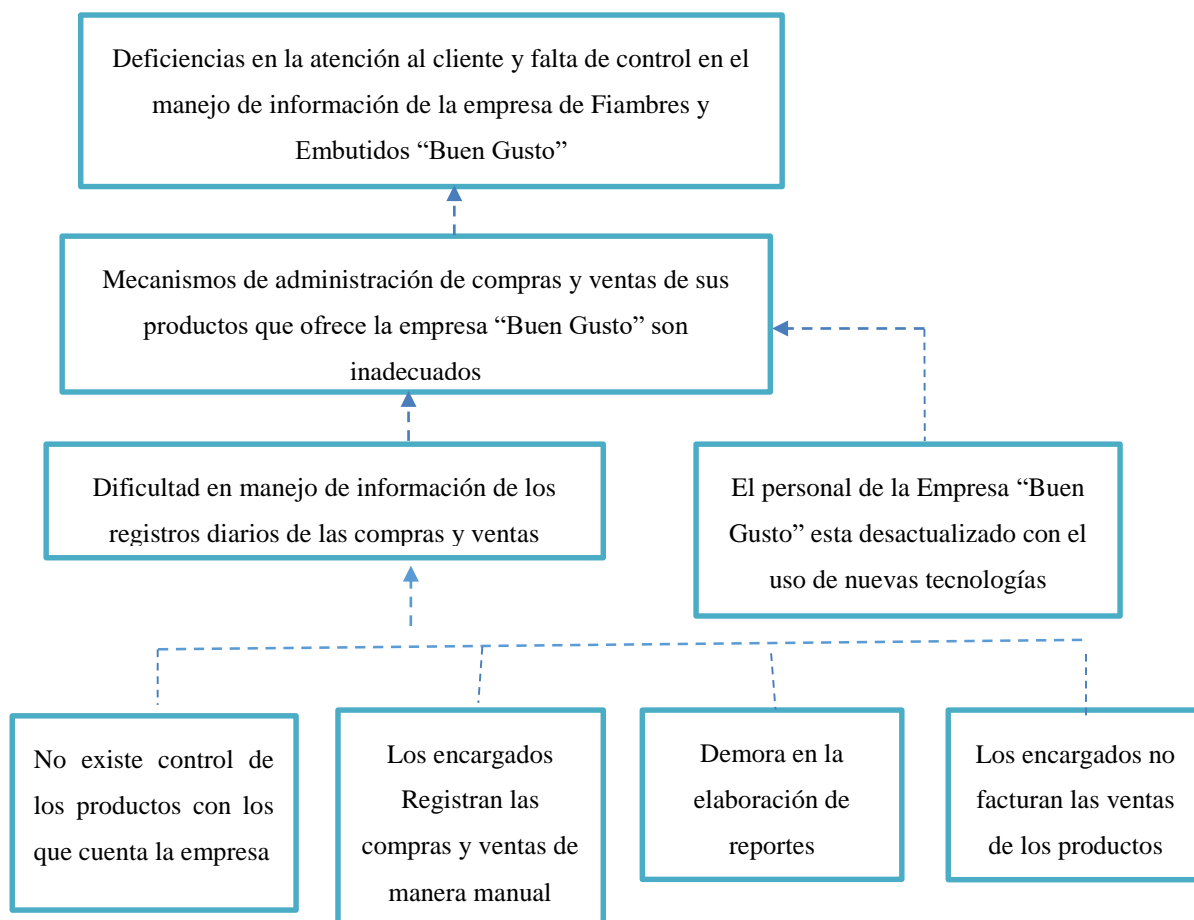 Deficiencias en la atención al cliente y falta de control en el
manejo de información de la empresa de Fiambres y
Embutidos “Buen Gusto”
Mecanismos de administración de compras y ventas de sus
productos que ofrece la empresa “Buen Gusto” son
inadecuados
Dificultad en manejo de información de los
registros diarios de las compras y ventas
El personal de la Empresa “Buen
Gusto” esta desactualizado con el
uso de nuevas tecnologías
No existe control de
los productos con los
que cuenta la empresa
Los encargados
Registran las
compras y ventas de
manera manual
Demora en la
elaboración de
reportes
Los encargados no
facturan las ventas
de los productos